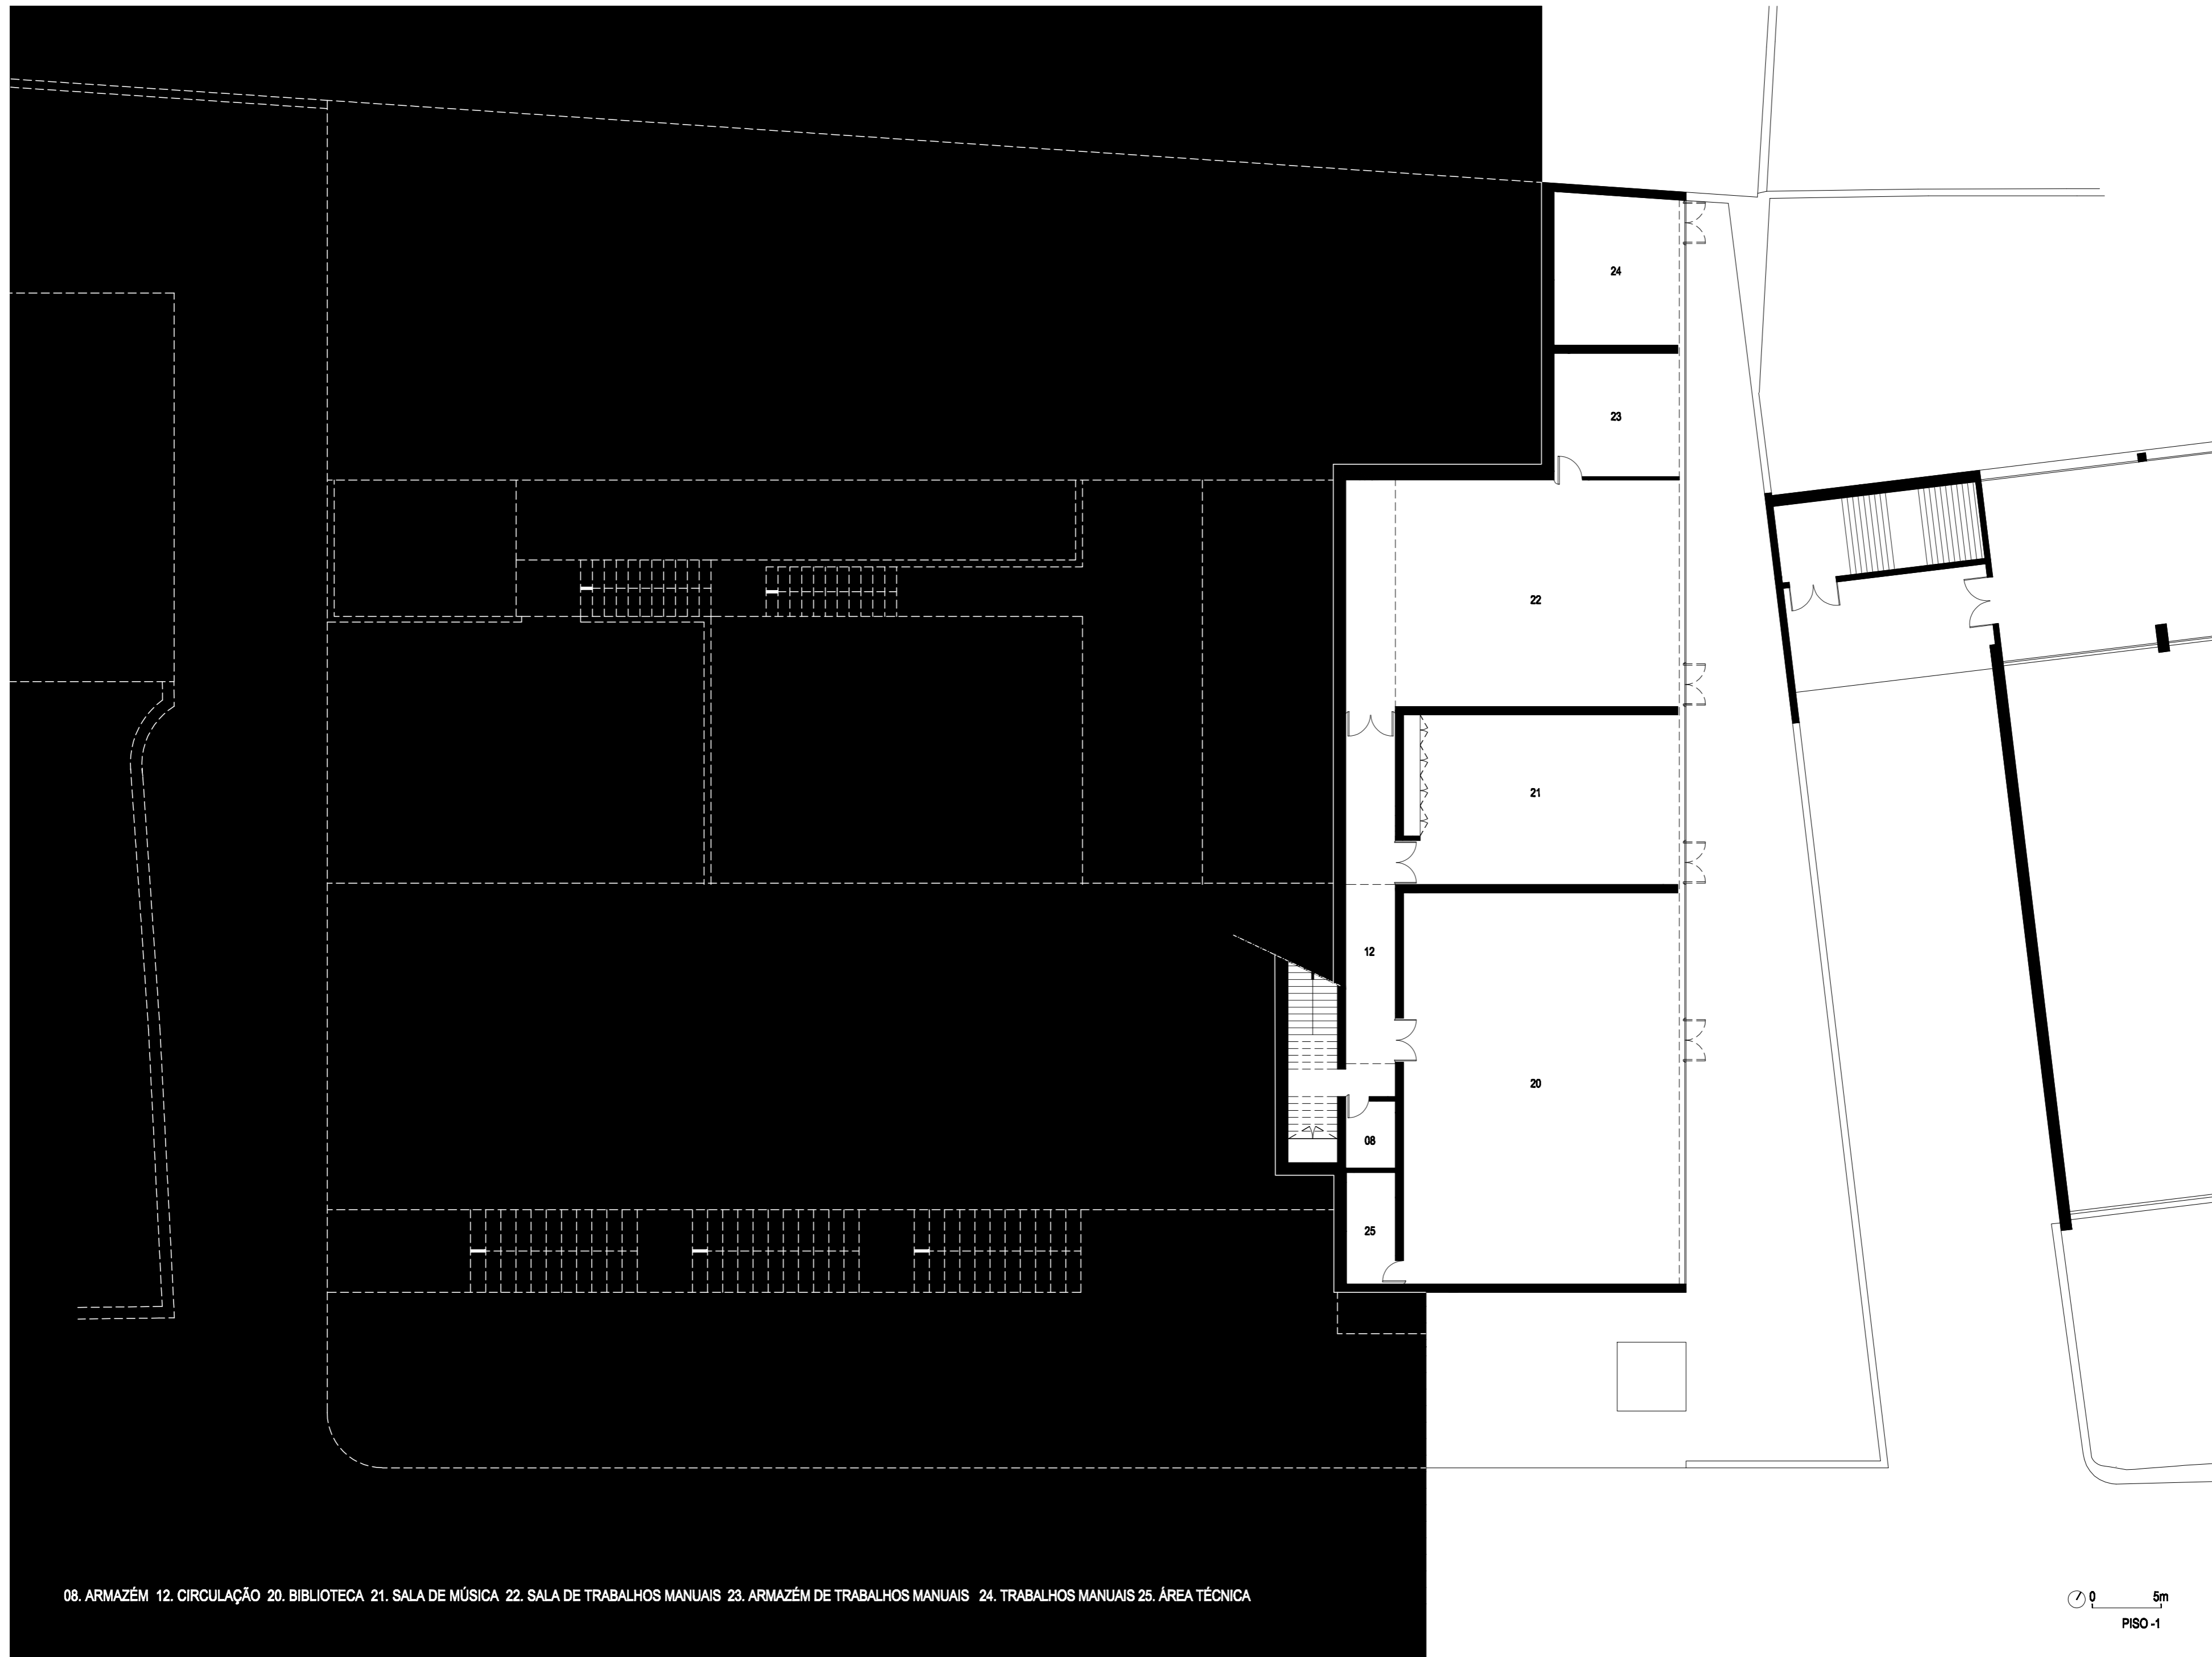 24
23
22
21
12
20
08
25
08. ARMAZÉM 12. CIRCULAÇÃO 20. BIBLIOTECA 21. SALA DE MÚSICA 22. SALA DE TRABALHOS MANUAIS 23. ARMAZÉM DE TRABALHOS MANUAIS 24. TRABALHOS MANUAIS 25. ÁREA TÉCNICA
0 5m
PISO -1